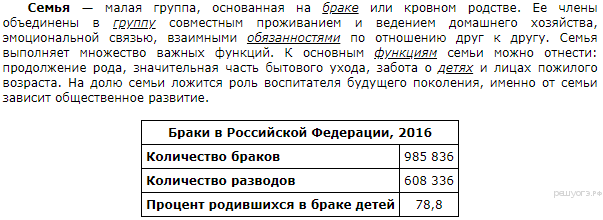 Семья — малая группа, основанная на браке или кровном родстве. Ее члены
объединены в группу совместным проживанием и ведением домашнего хозяйства,
эмоциональной связью, взаимными обязанностями по отношению друг к другу. Семья
выполняет множество важных функций. К основным функциям семьи можно отнести:
продолжение рода, значительная часть бытового ухода, забота о детях и лицах пожилого
возраста. На долю семьи ложится роль воспитателя будущего поколения, именно от семьи
зависит общественное развитие.
Браки в Российской Федерации, 2016
Количество браков 985 836
Количество разводов 608 336
Процент родившихся в браке детей 78,8
решуогэ.рф